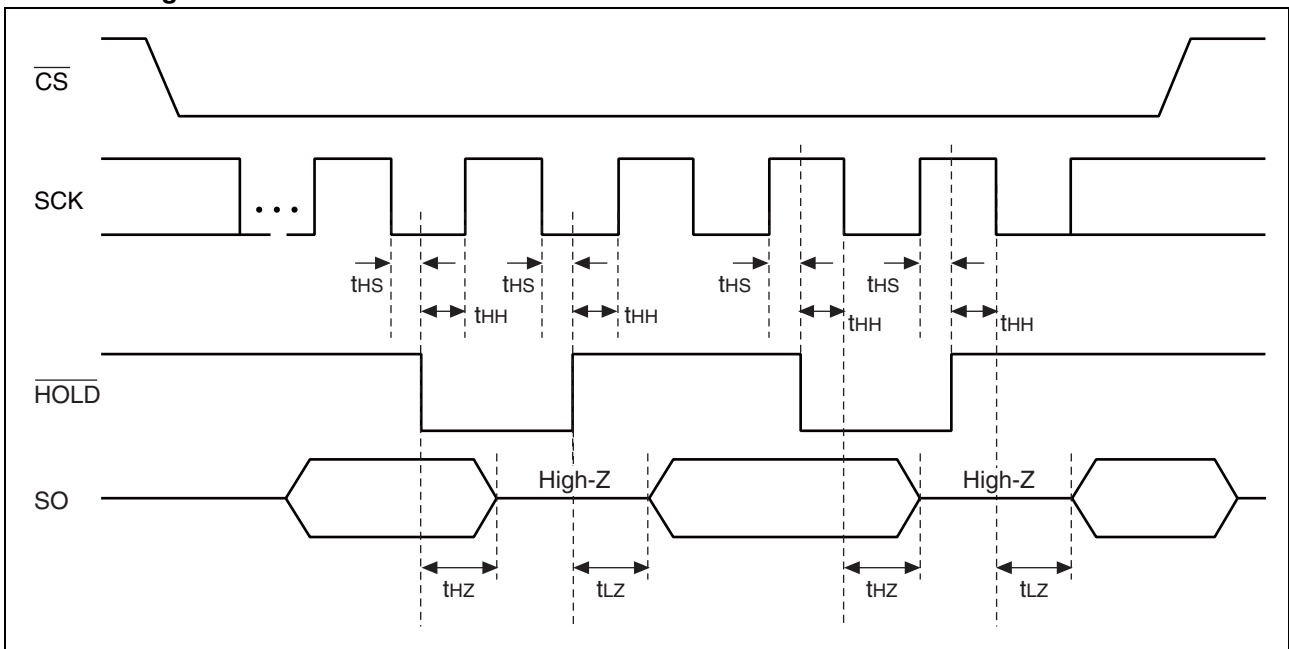 CS
SCK
...
tHS tHS tHS tHS
tHH tHH tHH tHH
HOLD
High-Z High-Z
SO
tHZ tLZ tHZ tLZ